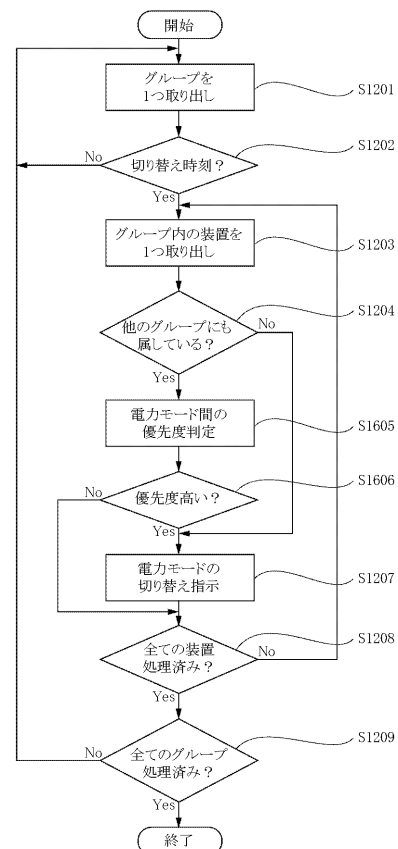 開始
グループを
1つ取り出し
S1201
切り替え時刻？
S1202
No
Yes
グループ内の装置を
1つ取り出し
S1203
他のグループにも
属している？
S1204
No
Yes
電力モード間の
優先度判定
S1605
優先度高い？
S1606
No
Yes
電力モードの
切り替え指示
S1207
全ての装置
処理済み？
S1208
No
Yes
全てのグループ
処理済み？
S1209
No
Yes
終了